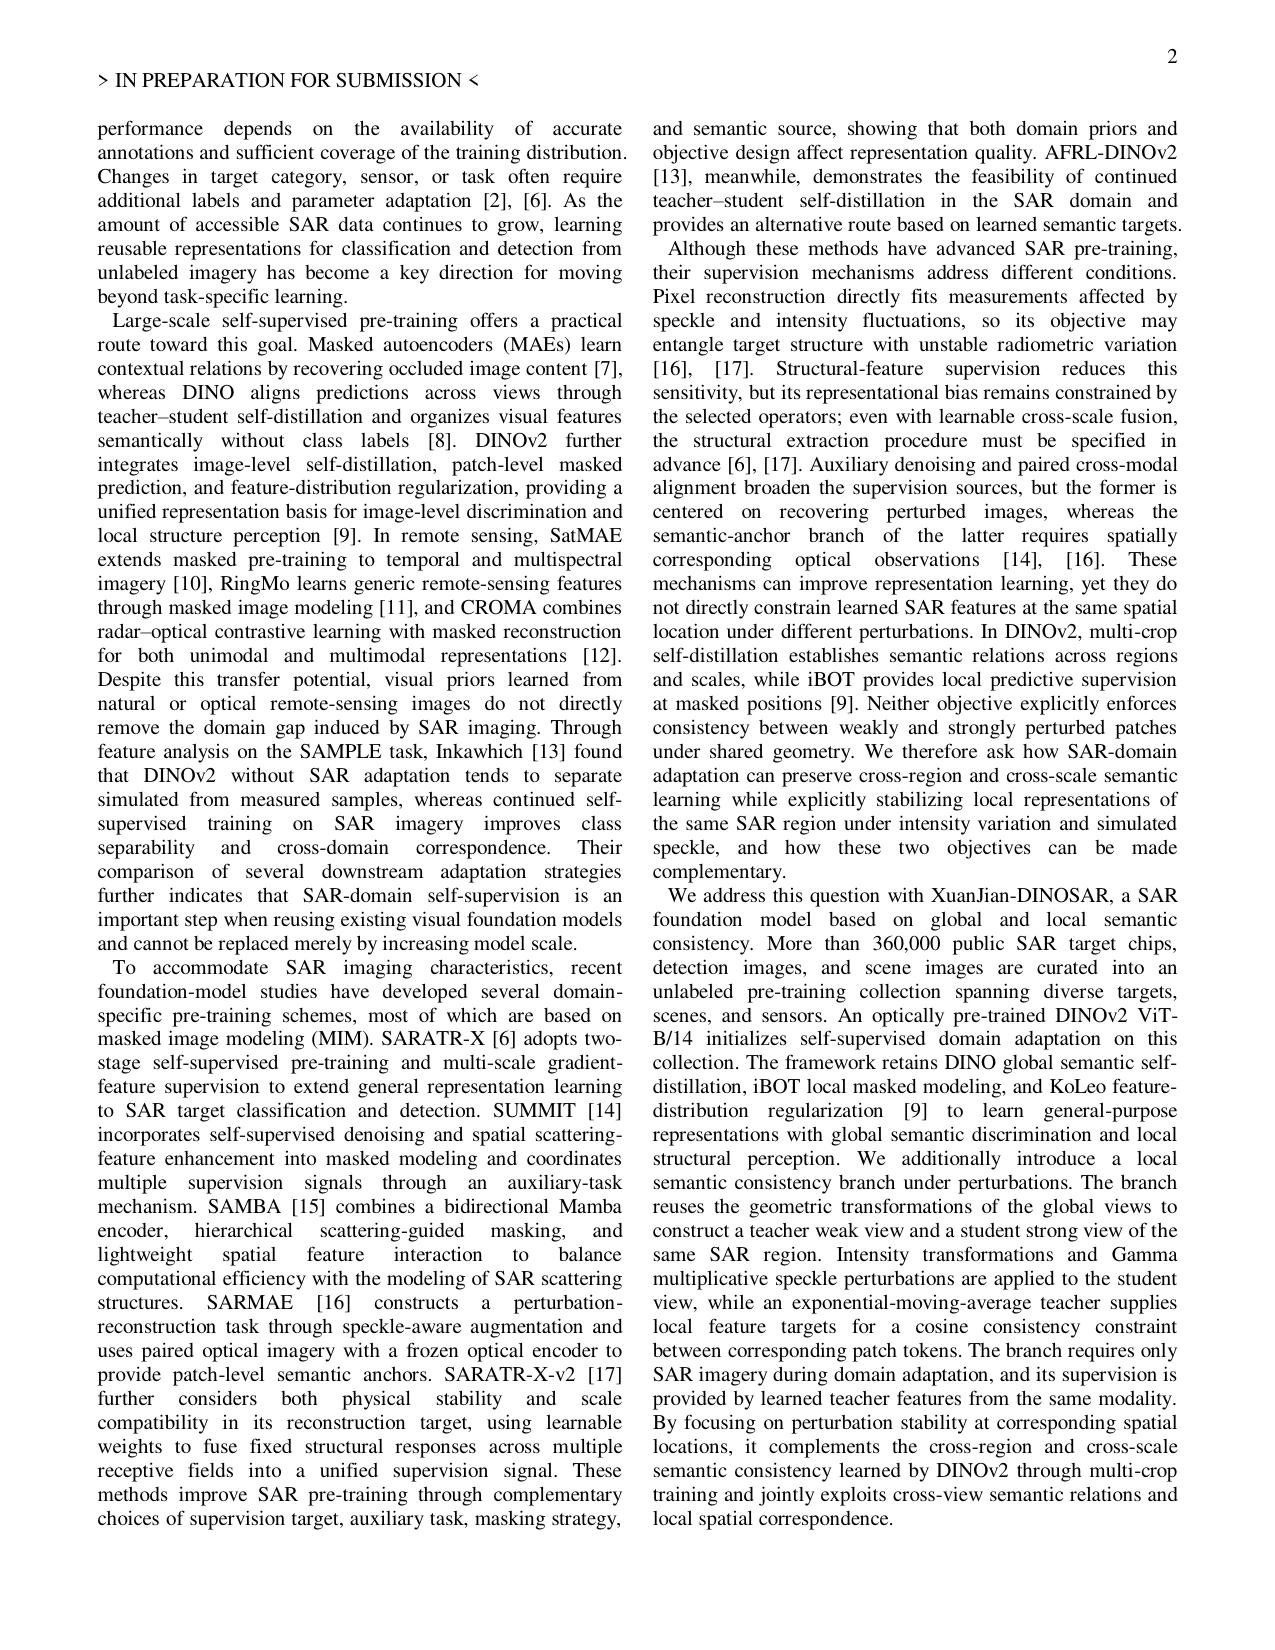 2
> IN PREPARATION FOR SUBMISSION <
performance depends on the availability of accurate
annotations and sufficient coverage of the training distribution.
Changes in target category, sensor, or task often require
additional labels and parameter adaptation [2], [6]. As the
amount of accessible SAR data continues to grow, learning
reusable representations for classification and detection from
unlabeled imagery has become a key direction for moving
beyond task-specific learning.
Large-scale self-supervised pre-training offers a practical
route toward this goal. Masked autoencoders (MAEs) learn
contextual relations by recovering occluded image content [7],
whereas DINO aligns predictions across views through
teacher–student self-distillation and organizes visual features
semantically without class labels [8]. DINOv2 further
integrates image-level self-distillation, patch-level masked
prediction, and feature-distribution regularization, providing a
unified representation basis for image-level discrimination and
local structure perception [9]. In remote sensing, SatMAE
extends masked pre-training to temporal and multispectral
imagery [10], RingMo learns generic remote-sensing features
through masked image modeling [11], and CROMA combines
radar–optical contrastive learning with masked reconstruction
for both unimodal and multimodal representations [12].
Despite this transfer potential, visual priors learned from
natural or optical remote-sensing images do not directly
remove the domain gap induced by SAR imaging. Through
feature analysis on the SAMPLE task, Inkawhich [13] found
that DINOv2 without SAR adaptation tends to separate
simulated from measured samples, whereas continued self-
supervised training on SAR imagery improves class
separability and cross-domain correspondence. Their
comparison of several downstream adaptation strategies
further indicates that SAR-domain self-supervision is an
important step when reusing existing visual foundation models
and cannot be replaced merely by increasing model scale.
To accommodate SAR imaging characteristics, recent
foundation-model studies have developed several domain-
specific pre-training schemes, most of which are based on
masked image modeling (MIM). SARATR-X [6] adopts two-
stage self-supervised pre-training and multi-scale gradient-
feature supervision to extend general representation learning
to SAR target classification and detection. SUMMIT [14]
incorporates self-supervised denoising and spatial scattering-
feature enhancement into masked modeling and coordinates
multiple supervision signals through an auxiliary-task
mechanism. SAMBA [15] combines a bidirectional Mamba
encoder, hierarchical scattering-guided masking, and
lightweight spatial feature interaction to balance
computational efficiency with the modeling of SAR scattering
structures. SARMAE [16] constructs a perturbation-
reconstruction task through speckle-aware augmentation and
uses paired optical imagery with a frozen optical encoder to
provide patch-level semantic anchors. SARATR-X-v2 [17]
further considers both physical stability and scale
compatibility in its reconstruction target, using learnable
weights to fuse fixed structural responses across multiple
receptive fields into a unified supervision signal. These
methods improve SAR pre-training through complementary
choices of supervision target, auxiliary task, masking strategy,
and semantic source, showing that both domain priors and
objective design affect representation quality. AFRL-DINOv2
[13], meanwhile, demonstrates the feasibility of continued
teacher–student self-distillation in the SAR domain and
provides an alternative route based on learned semantic targets.
Although these methods have advanced SAR pre-training,
their supervision mechanisms address different conditions.
Pixel reconstruction directly fits measurements affected by
speckle and intensity fluctuations, so its objective may
entangle target structure with unstable radiometric variation
[16], [17]. Structural-feature supervision reduces this
sensitivity, but its representational bias remains constrained by
the selected operators; even with learnable cross-scale fusion,
the structural extraction procedure must be specified in
advance [6], [17]. Auxiliary denoising and paired cross-modal
alignment broaden the supervision sources, but the former is
centered on recovering perturbed images, whereas the
semantic-anchor branch of the latter requires spatially
corresponding optical observations [14], [16]. These
mechanisms can improve representation learning, yet they do
not directly constrain learned SAR features at the same spatial
location under different perturbations. In DINOv2, multi-crop
self-distillation establishes semantic relations across regions
and scales, while iBOT provides local predictive supervision
at masked positions [9]. Neither objective explicitly enforces
consistency between weakly and strongly perturbed patches
under shared geometry. We therefore ask how SAR-domain
adaptation can preserve cross-region and cross-scale semantic
learning while explicitly stabilizing local representations of
the same SAR region under intensity variation and simulated
speckle, and how these two objectives can be made
complementary.
We address this question with XuanJian-DINOSAR, a SAR
foundation model based on global and local semantic
consistency. More than 360,000 public SAR target chips,
detection images, and scene images are curated into an
unlabeled pre-training collection spanning diverse targets,
scenes, and sensors. An optically pre-trained DINOv2 ViT-
B/14 initializes self-supervised domain adaptation on this
collection. The framework retains DINO global semantic self-
distillation, iBOT local masked modeling, and KoLeo feature-
distribution regularization [9] to learn general-purpose
representations with global semantic discrimination and local
structural perception. We additionally introduce a local
semantic consistency branch under perturbations. The branch
reuses the geometric transformations of the global views to
construct a teacher weak view and a student strong view of the
same SAR region. Intensity transformations and Gamma
multiplicative speckle perturbations are applied to the student
view, while an exponential-moving-average teacher supplies
local feature targets for a cosine consistency constraint
between corresponding patch tokens. The branch requires only
SAR imagery during domain adaptation, and its supervision is
provided by learned teacher features from the same modality.
By focusing on perturbation stability at corresponding spatial
locations, it complements the cross-region and cross-scale
semantic consistency learned by DINOv2 through multi-crop
training and jointly exploits cross-view semantic relations and
local spatial correspondence.